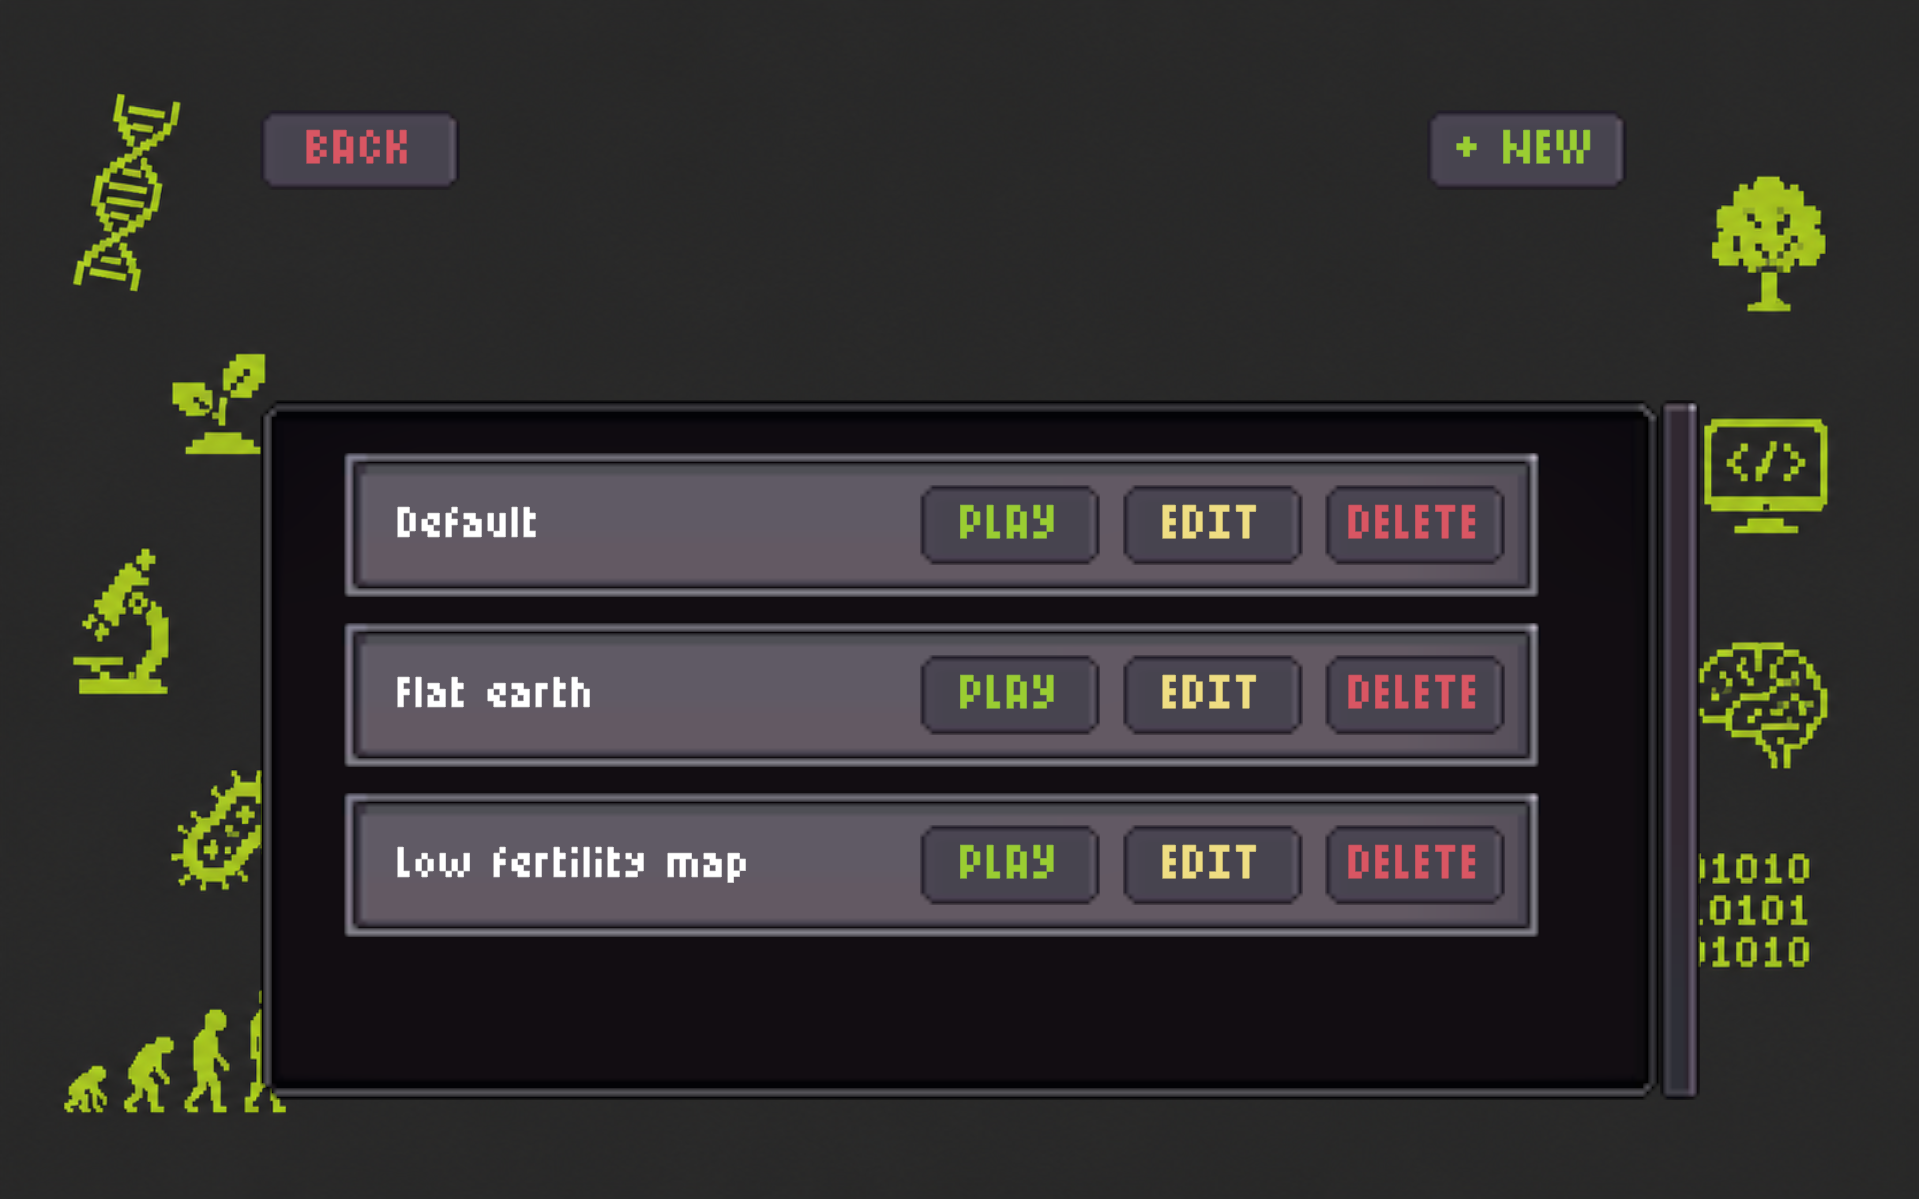 BACK
+ NEW
Default PLAY EDIT DELETE
</>
Flat earth PLAY EDIT DELETE
Low fertility map PLAY EDIT DELETE
1010
0101
1010